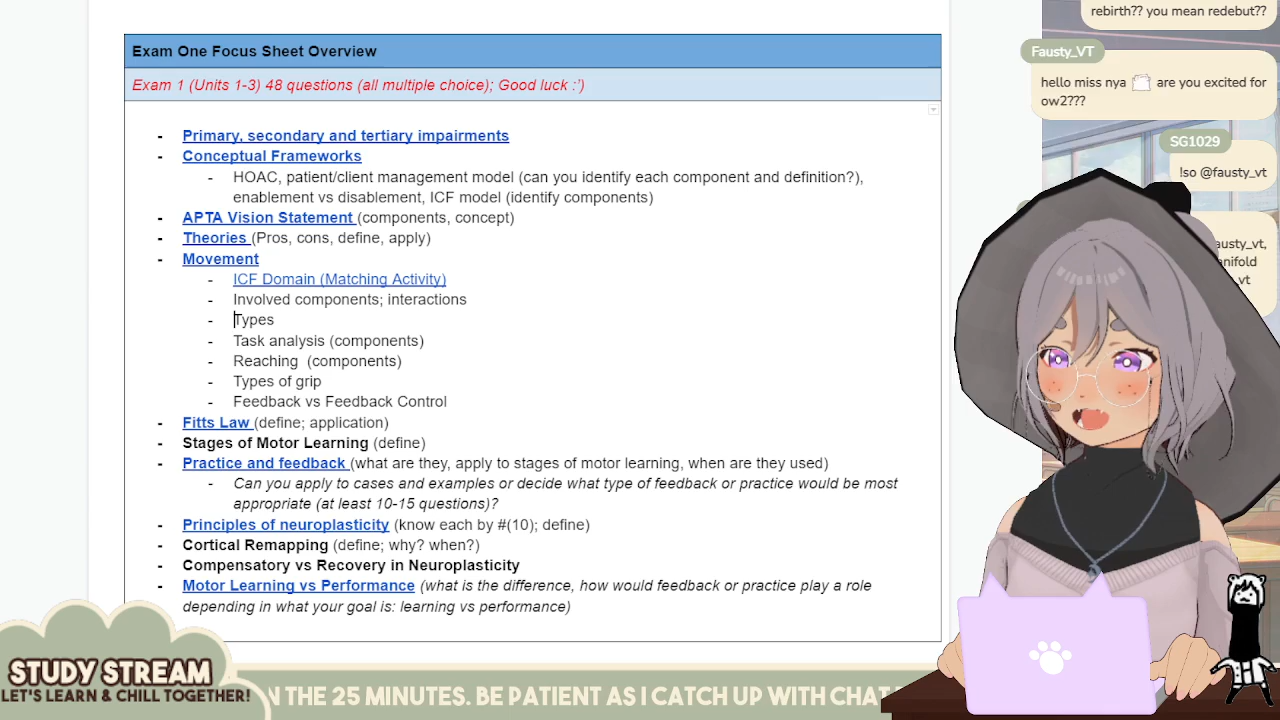 Exam One Focus Sheet Overview
Exam 1 (Units 1-3) 48 questions (all multiple choice); Good luck :')
- Primary, secondary and tertiary impairments
- Conceptual Frameworks
- HOAC, patient/client management model (can you identify each component and definition?),
enablement vs disablement, ICF model (identify components)
- APTA Vision Statement (components, concept)
- Theories (Pros, cons, define, apply)
- Movement
- ICF Domain (Matching Activity)
- Involved components; interactions
- Types
- Task analysis (components)
- Reaching (components)
- Types of grip
- Feedback vs Feedback Control
- Fitts Law (define; application)
- Stages of Motor Learning (define)
- Practice and feedback (what are they, apply to stages of motor learning, when are they used)
- Can you apply to cases and examples or decide what type of feedback or practice would be most
appropriate (at least 10-15 questions)?
- Principles of neuroplasticity (know each by #(10); define)
- Cortical Remapping (define; why? when?)
- Compensatory vs Recovery in Neuroplasticity
- Motor Learning vs Performance (what is the difference, how would feedback or practice play a role
depending in what your goal is: learning vs performance)
rebirth?? you mean redebut??
Fausty_VT
hello miss nya are you excited for
ow2???
SG1029
!so @fausty_vt
austy_vt,
anifold
_vt
STUDY STREAM
LET'S LEARN & CHILL TOGETHER!
N THE 25 MINUTES. BE PATIENT AS I CATCH UP WITH CHAT